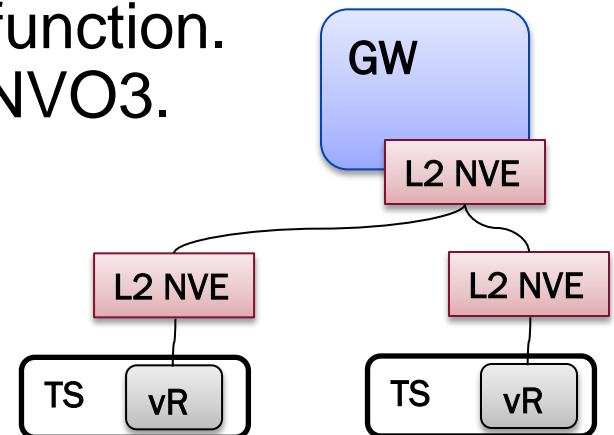 function.
NVO3.
GW
L2 NVE
L2 NVE
L2 NVE
TS
vR
TS
vR